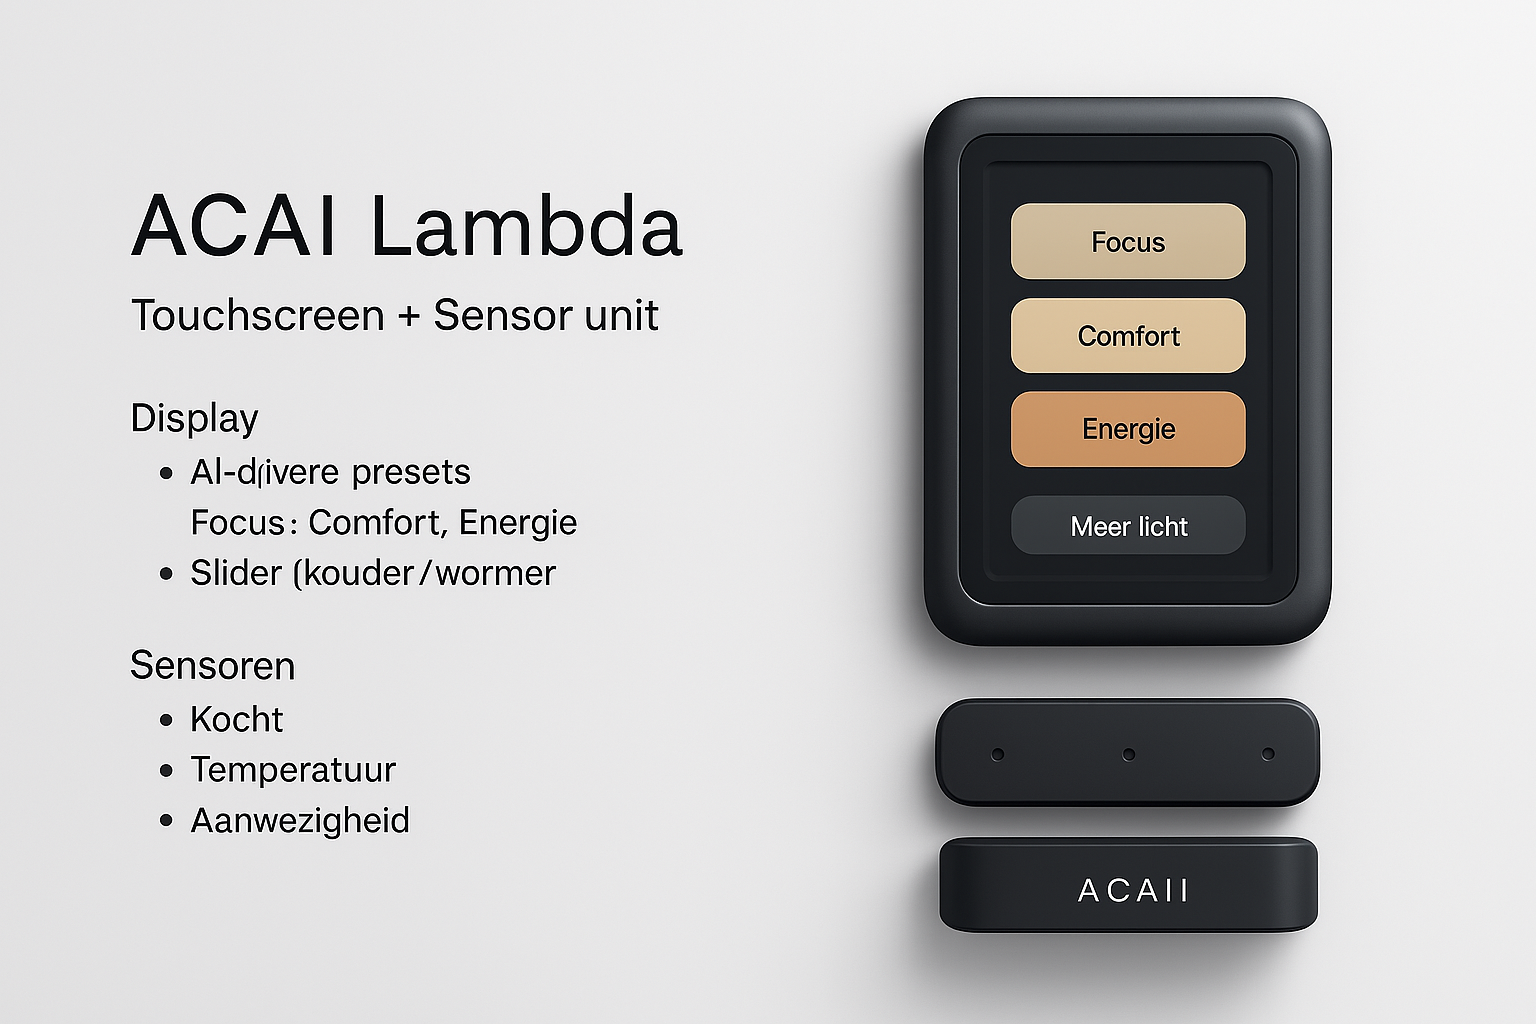 ACAI Lambda
Touchscreen + Sensor unit
Display
• presets
Focus: Comfort, Energie
• Slider (kouder/wormer
Sensoren
• Kocht
• Temperatuur
• Aanwezigheid
Focus
Comfort
Energie
Meer licht
ACAII